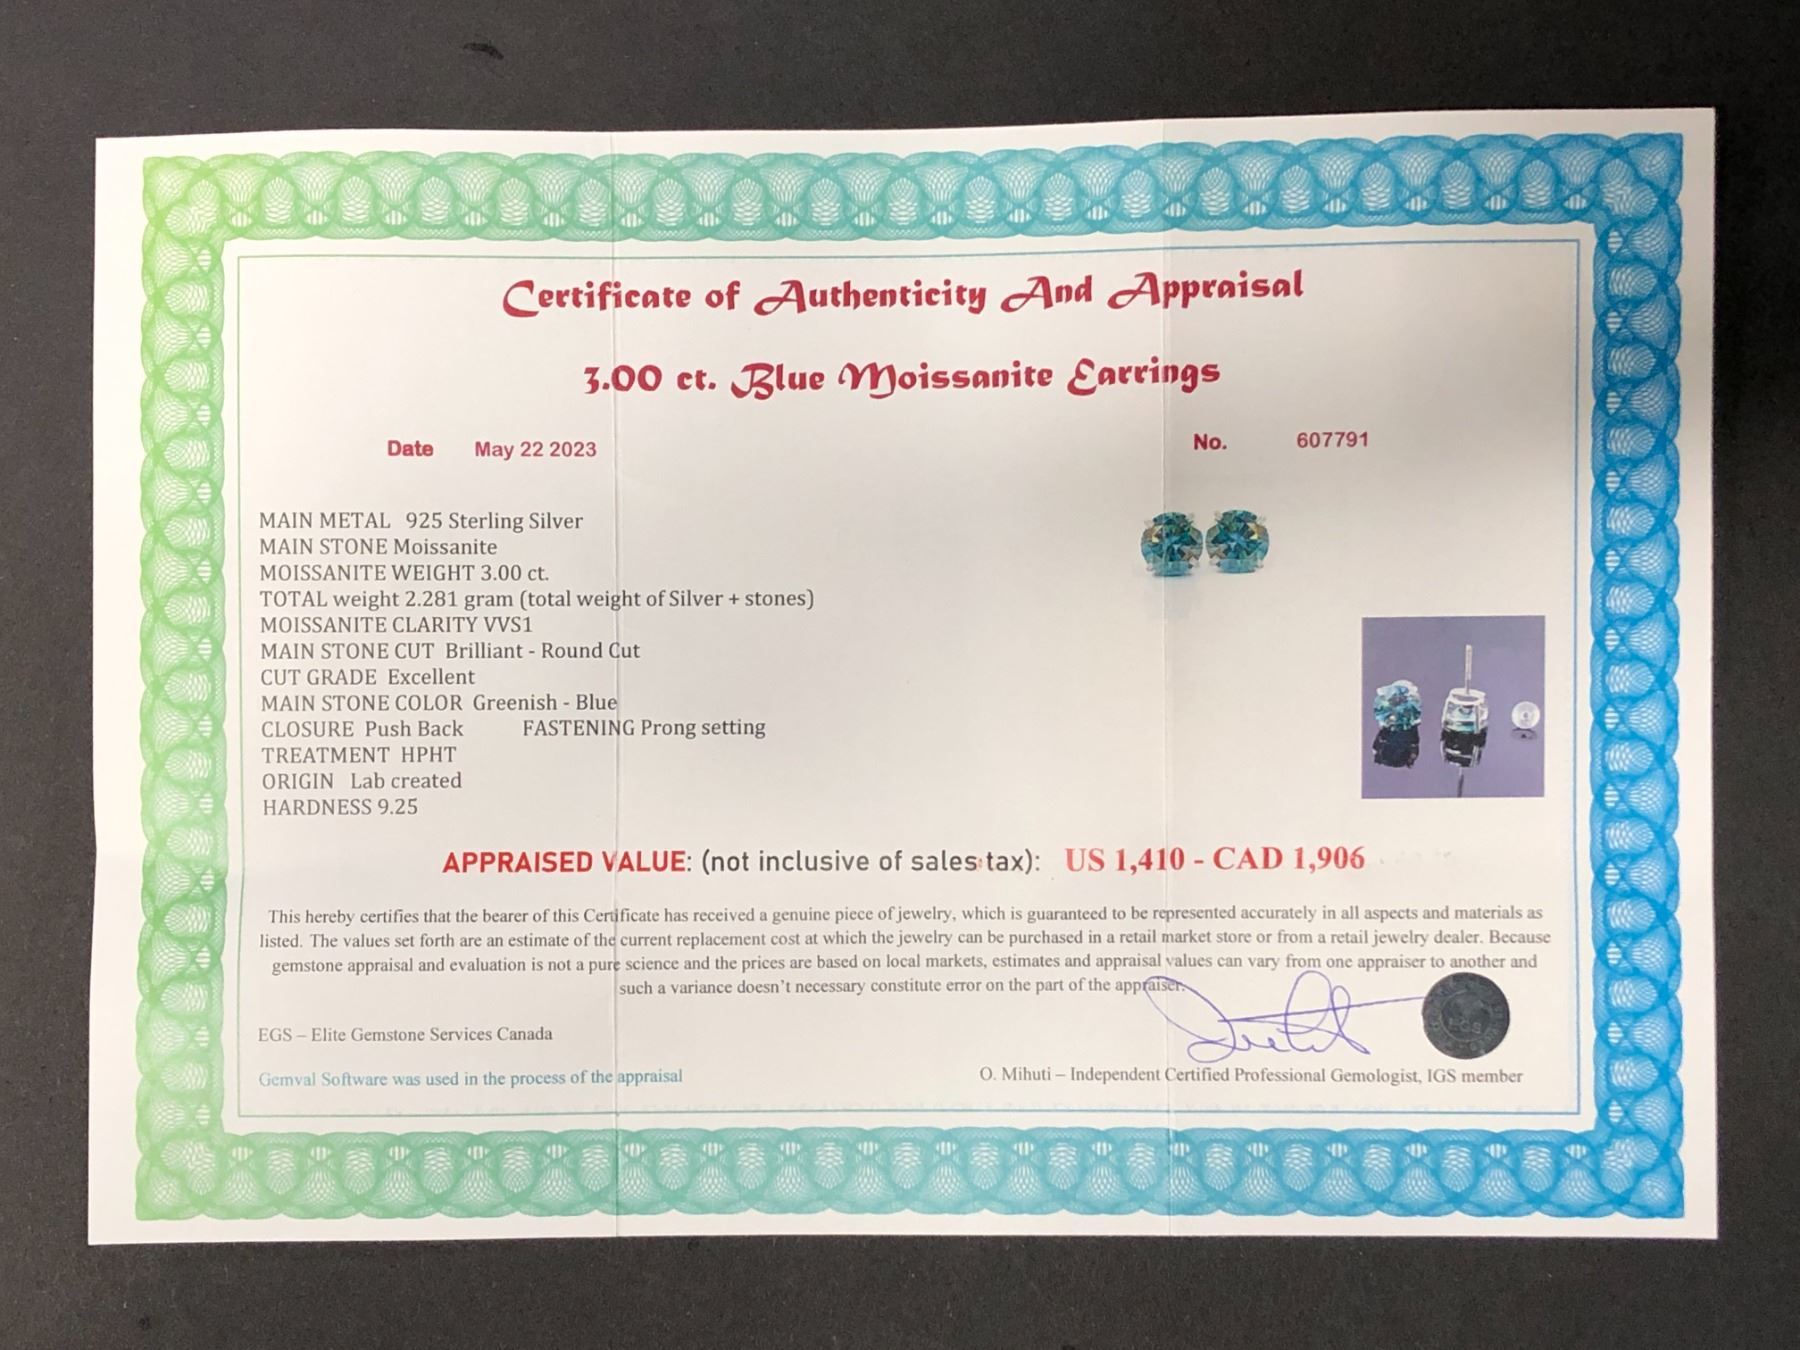 Certificate of Authenticity And Appraisal
3.00 ct. Blue Moissanite Earrings
Date May 22 2023 No. 607791
MAIN METAL 925 Sterling Silver
MAIN STONE Moissanite
MOISSANITE WEIGHT 3.00 ct.
TOTAL weight 2.281 gram (total weight of Silver + stones)
MOISSANITE CLARITY VVS1
MAIN STONE CUT Brilliant - Round Cut
CUT GRADE Excellent
MAIN STONE COLOR Greenish - Blue
CLOSURE Push Back FASTENING Prong setting
TREATMENT HPHT
ORIGIN Lab created
HARDNESS 9.25
APPRAISED VALUE: (not inclusive of sales tax): US 1,410 - CAD 1,906
This hereby certifies that the bearer of this Certificate has received a genuine piece of jewelry, which is guaranteed to be represented accurately in all aspects and materials as
listed. The values set forth are an estimate of the current replacement cost at which the jewelry can be purchased in a retail market store or from a retail jewelry dealer. Because
gemstone appraisal and evaluation is not a pure science and the prices are based on local markets, estimates and appraisal values can vary from one appraiser to another and
such a variance doesn't necessary constitute error on the part of the appraiser.
EGS
EGS – Elite Gemstone Services Canada
Gemval Software was used in the process of the appraisal
O. Mihuti – Independent Certified Professional Gemologist, IGS member